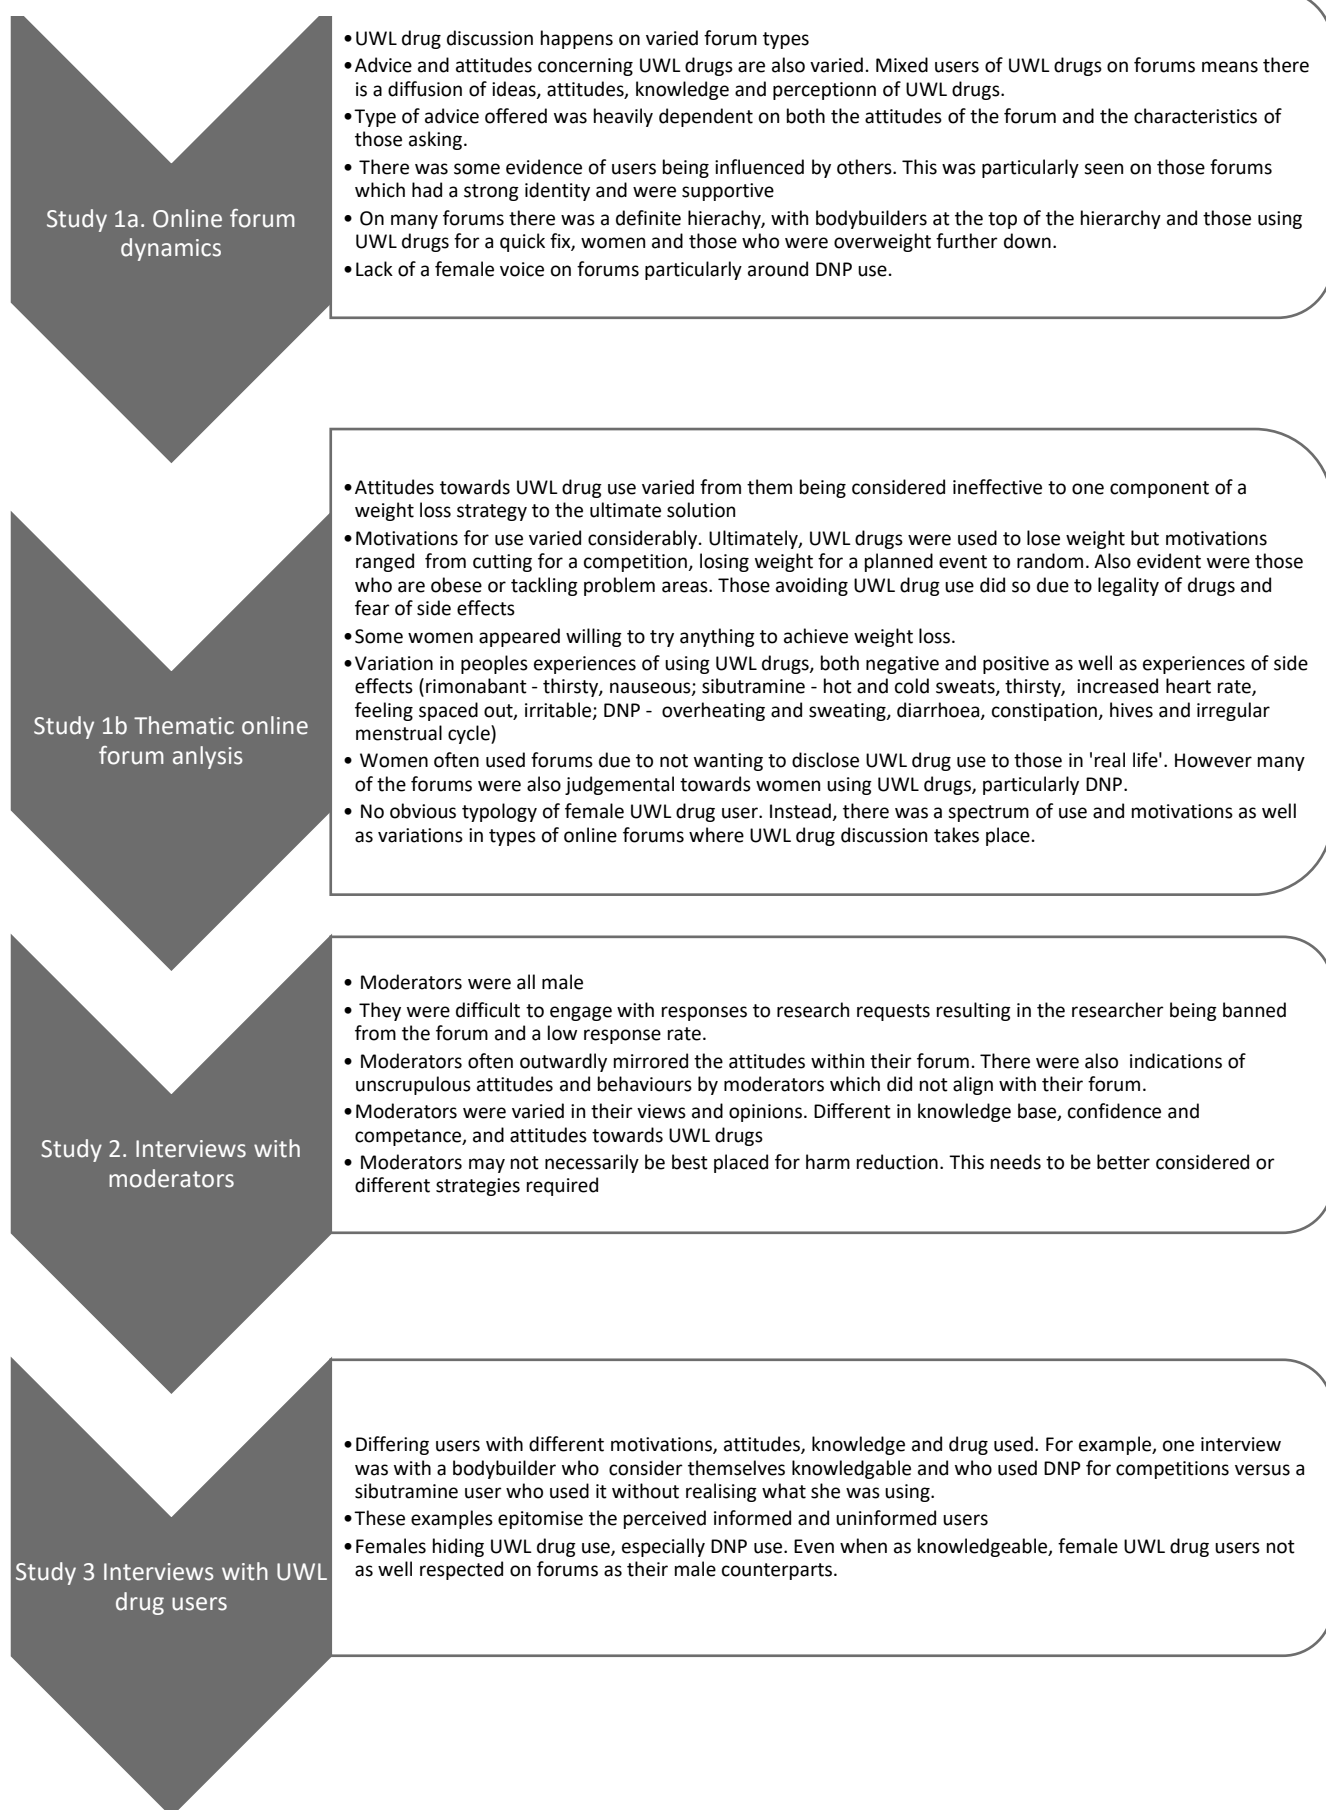 Study 1a. Online forum
dynamics
•UWL drug discussion happens on varied forum types
•Advice and attitudes concerning UWL drugs are also varied. Mixed users of UWL drugs on forums means there
is a diffusion of ideas, attitudes, knowledge and perceptionn of UWL drugs.
•Type of advice offered was heavily dependent on both the attitudes of the forum and the characteristics of
those asking.
• There was some evidence of users being influenced by others. This was particularly seen on those forums
which had a strong identity and were supportive
• On many forums there was a definite hierachy, with bodybuilders at the top of the hierarchy and those using
UWL drugs for a quick fix, women and those who were overweight further down.
•Lack of a female voice on forums particularly around DNP use.
Study 1b Thematic online
forum anlysis
•Attitudes towards UWL drug use varied from them being considered ineffective to one component of a
weight loss strategy to the ultimate solution
•Motivations for use varied considerably. Ultimately, UWL drugs were used to lose weight but motivations
ranged from cutting for a competition, losing weight for a planned event to random. Also evident were those
who are obese or tackling problem areas. Those avoiding UWL drug use did so due to legality of drugs and
fear of side effects
•Some women appeared willing to try anything to achieve weight loss.
•Variation in peoples experiences of using UWL drugs, both negative and positive as well as experiences of side
effects (rimonabant - thirsty, nauseous; sibutramine - hot and cold sweats, thirsty, increased heart rate,
feeling spaced out, irritable; DNP - overheating and sweating, diarrhoea, constipation, hives and irregular
menstrual cycle)
• Women often used forums due to not wanting to disclose UWL drug use to those in 'real life'. However many
of the forums were also judgemental towards women using UWL drugs, particularly DNP.
• No obvious typology of female UWL drug user. Instead, there was a spectrum of use and motivations as well
as variations in types of online forums where UWL drug discussion takes place.
Study 2. Interviews with
moderators
• Moderators were all male
• They were difficult to engage with responses to research requests resulting in the researcher being banned
from the forum and a low response rate.
• Moderators often outwardly mirrored the attitudes within their forum. There were also indications of
unscrupulous attitudes and behaviours by moderators which did not align with their forum.
•Moderators were varied in their views and opinions. Different in knowledge base, confidence and
competance, and attitudes towards UWL drugs
• Moderators may not necessarily be best placed for harm reduction. This needs to be better considered or
different strategies required
Study 3 Interviews with UWL
drug users
•Differing users with different motivations, attitudes, knowledge and drug used. For example, one interview
was with a bodybuilder who consider themselves knowledgable and who used DNP for competitions versus a
sibutramine user who used it without realising what she was using.
•These examples epitomise the perceived informed and uninformed users
•Females hiding UWL drug use, especially DNP use. Even when as knowledgeable, female UWL drug users not
as well respected on forums as their male counterparts.